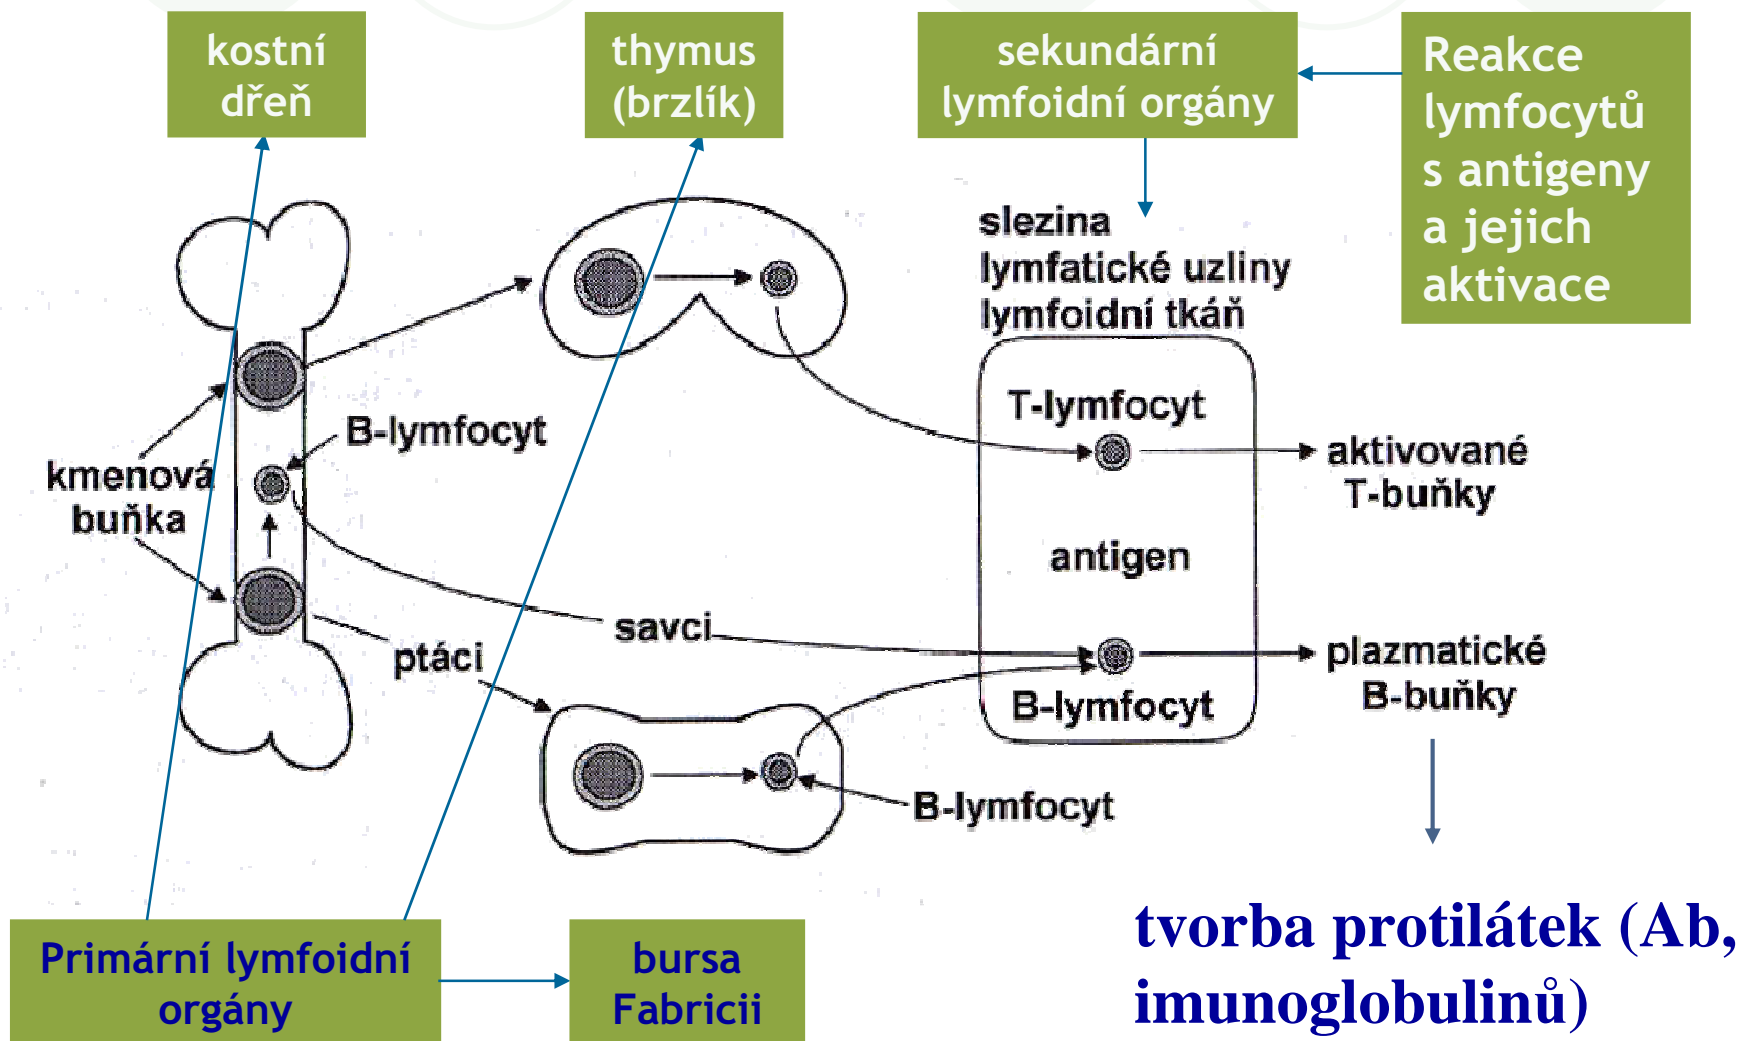 kostní
dřeň
thymus
(brzlík)
sekundární
lymfoidní orgány
Reakce
lymfocytů
s antigeny
a jejich
aktivace
slezina
lymfatické uzliny
lymfoidní tkáň
T-lymfocyt
B-lymfocyt
kmenová
buňka
aktivované
T-buňky
antigen
savci
ptáci
plazmatické
B-buňky
B-lymfocyt
B-lymfocyt
tvorba protilátek (Ab,
imunoglobulinů)
Primární lymfoidní
orgány
bursa
Fabricii